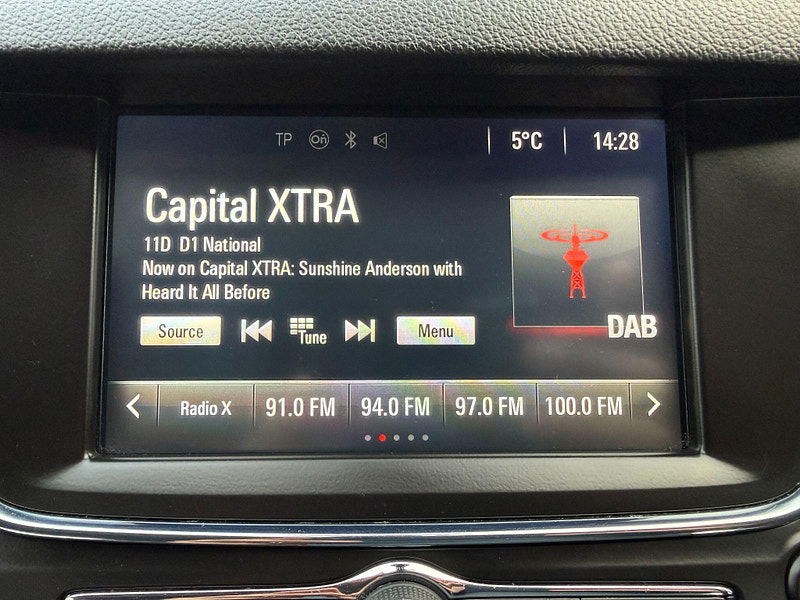 TP On 5°C 14:28
Capital XTRA
11D D1 National
Now on Capital XTRA: Sunshine Anderson with
Heard It All Before
DAB
Source Tune Menu
Radio X 91.0 FM 94.0 FM 97.0 FM 100.0 FM